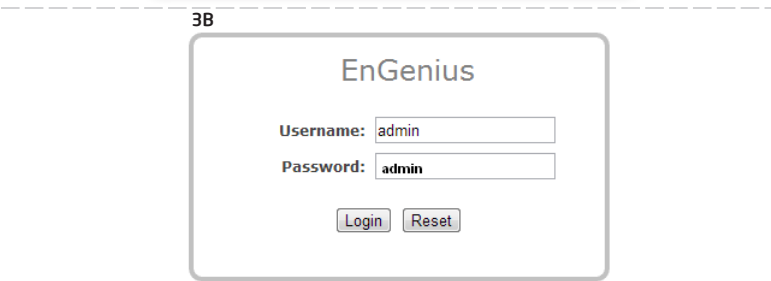 3B
EnGenius
Username: admin
Password: admin
Login Reset